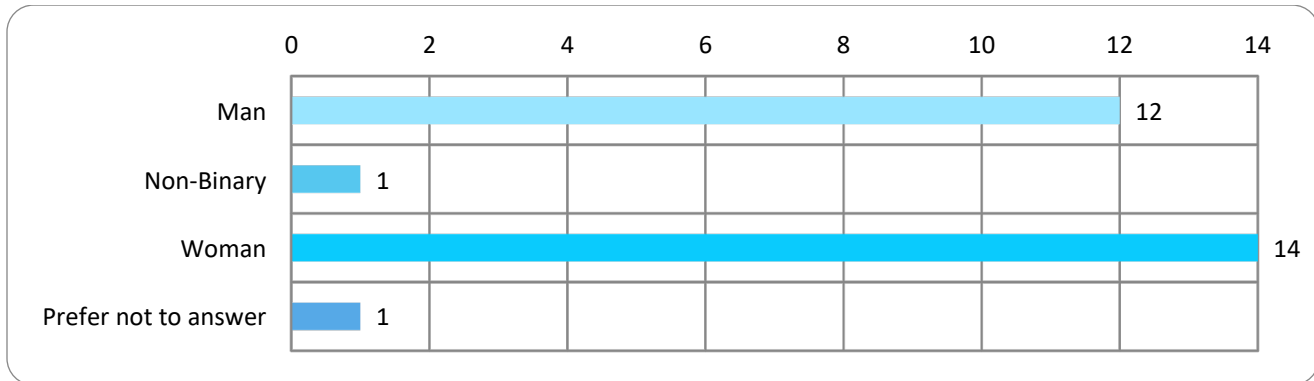 0 2 4 6 8 10 12 14
Man 12
Non-Binary 1
Woman 14
Prefer not to answer 1